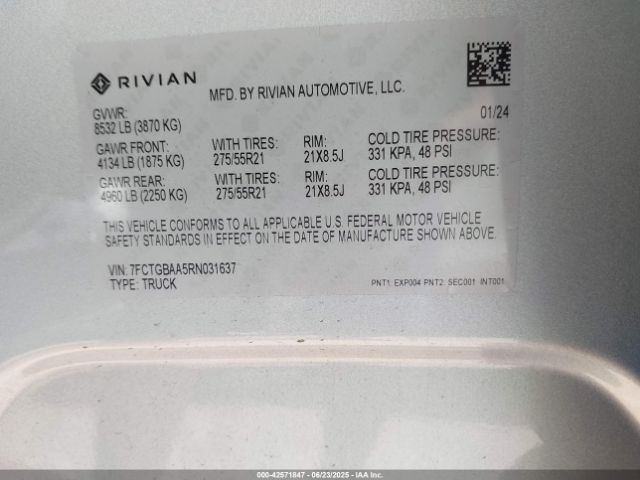 RIVIAN
MFD. BY RIVIAN AUTOMOTIVE, LLC.
01/24
GVWR:
8532 LB (3870 KG)
GAWR FRONT: WITH TIRES: RIM: COLD TIRE PRESSURE:
4134 LB (1875 KG) 275/55R21 21X8.5J 331 KPA, 48 PSI
GAWR REAR: WITH TIRES: RIM: COLD TIRE PRESSURE:
4960 LB (2250 KG) 275/55R21 21X8.5J 331 KPA, 48 PSI
THIS VEHICLE CONFORMS TO ALL APPLICABLE U.S. FEDERAL MOTOR VEHICLE
SAFETY STANDARDS IN EFFECT ON THE DATE OF MANUFACTURE SHOWN ABOVE.
VIN: 7FCTGBAA5RN031637
TYPE: TRUCK
PNT1: EXP004 PNT2: SEC001 INT001
000-42571847 - 06/23/2025 - IAA Inc.